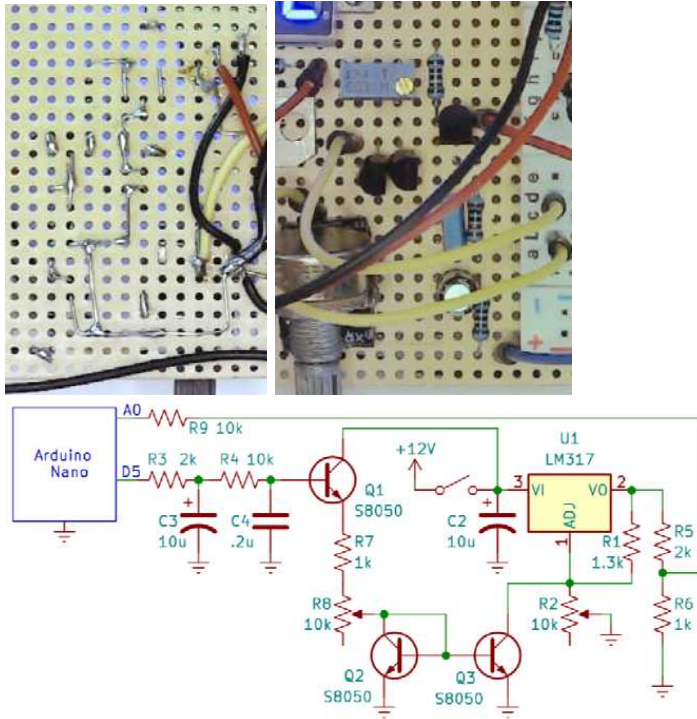 a b c d e
f g h
A0
R9 10k
Arduino
Nano
D5
R3 2k
R4 10k
+
C3
10u
C4
.2u
Q1
S8050
R7
1k
R8
10k
Q2
S8050
Q3
S8050
+12V
+
C2
10u
U1
LM317
3
VI
VO
2
ADJ
1
R1
1.3k
R2
10k
R5
2k
R6
1k